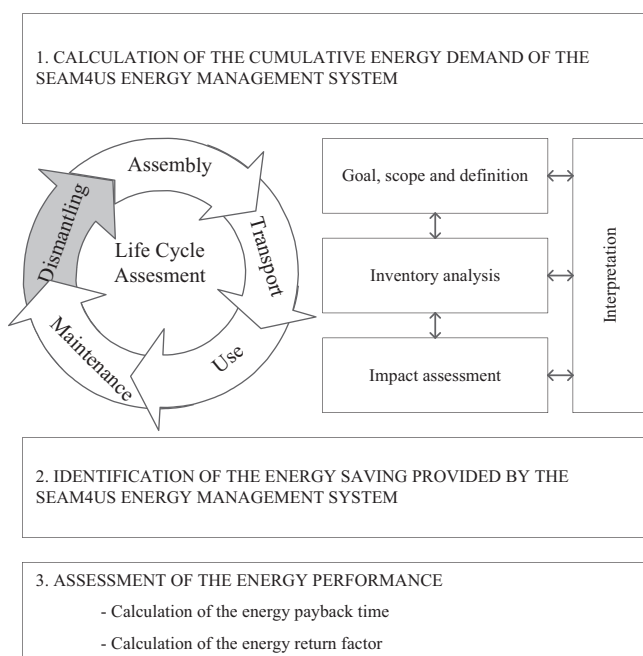 1. CALCULATION OF THE CUMULATIVE ENERGY DEMAND OF THE
SEAM4US ENERGY MANAGEMENT SYSTEM
Assembly
Transport
Use
Maintenance
Dismantling
Life Cycle
Assesment
Goal, scope and definition
Inventory analysis
Impact assessment
Interpretation
2. IDENTIFICATION OF THE ENERGY SAVING PROVIDED BY THE
SEAM4US ENERGY MANAGEMENT SYSTEM
3. ASSESSMENT OF THE ENERGY PERFORMANCE
- Calculation of the energy payback time
- Calculation of the energy return factor